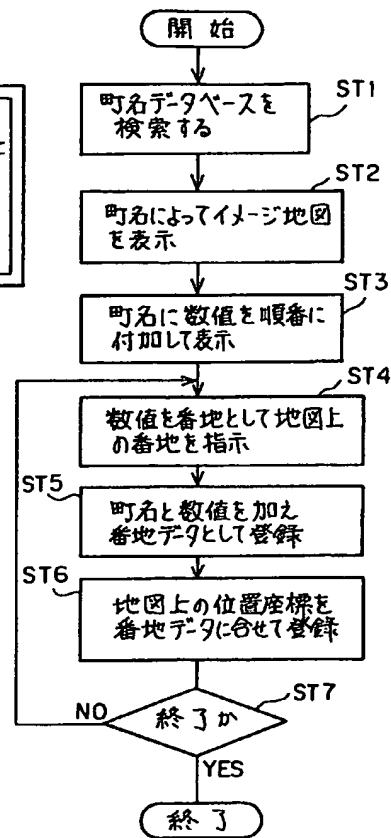 開始
町名データベースを
検索する
ST1
ST2
町名によってイメージ地図
を表示
ST3
町名に数値を順番に
付加して表示
ST4
数値を番地として地図上
の番地を指示
ST5
町名と数値を加え
番地データとして登録
ST6
地図上の位置座標を
番地データに合せて登録
ST7
終了か
NO
YES
終了